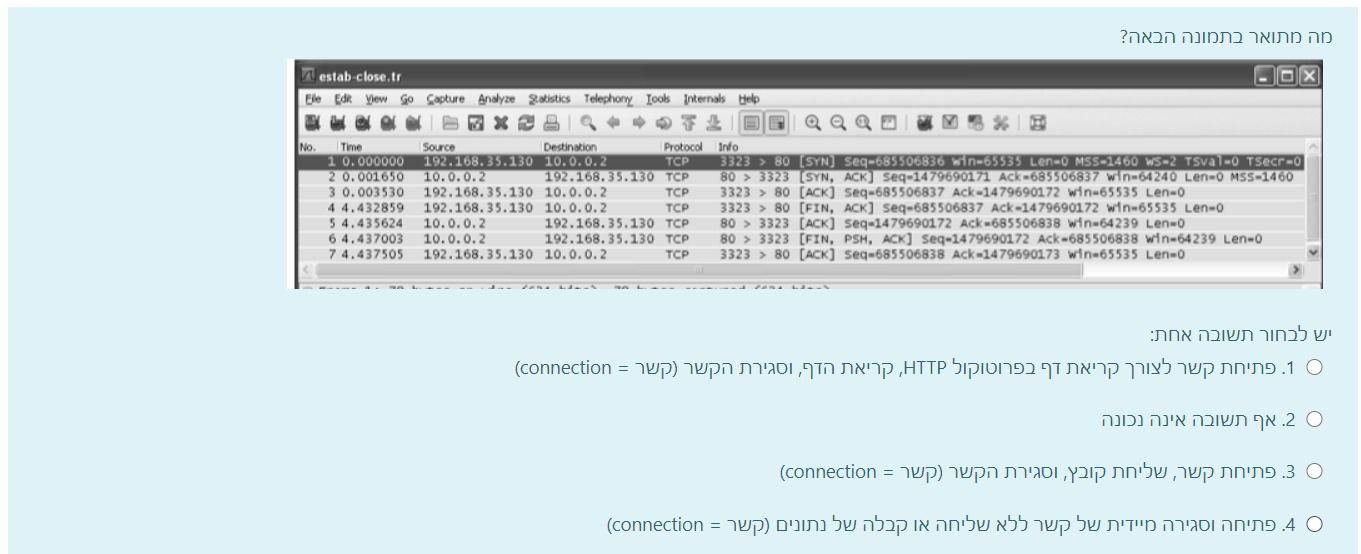 מה מתואר בתמונה הבאה?
estab-close.tr
File Edit View Go Capture Analyze Statistics Telephony Tools Internals Help
No. Time Source Destination Protocol Info
1 0.000000 192.168.35.130 10.0.0.2 TCP 3323 > 80 [SYN] Seq=685506836 Win=65535 Len=0 MSS=1460 WS=2 TSval=0 TSecr=0
2 0.001650 10.0.0.2 192.168.35.130 TCP 80 > 3323 [SYN, ACK] Seq=1479690171 Ack=685506837 Win=64240 Len=0 MSS=1460
3 0.003530 192.168.35.130 10.0.0.2 TCP 3323 > 80 [ACK] Seq=685506837 Ack=1479690172 Win=65535 Len=0
4 4.432859 192.168.35.130 10.0.0.2 TCP 3323 > 80 [FIN, ACK] Seq=685506837 Ack=1479690172 Win=65535 Len=0
5 4.435624 10.0.0.2 192.168.35.130 TCP 80 > 3323 [ACK] Seq=1479690172 Ack=685506838 Win=64239 Len=0
6 4.437003 10.0.0.2 192.168.35.130 TCP 80 > 3323 [FIN, PSH, ACK] Seq=1479690172 Ack=685506838 Win=64239 Len=0
7 4.437505 192.168.35.130 10.0.0.2 TCP 3323 > 80 [ACK] Seq=685506838 Ack=1479690173 Win=65535 Len=0
יש לבחור תשובה אחת:
1. פתיחת קשר לצורך קריאת דף בפרוטוקול HTTP, קריאת הדף, וסגירת הקשר (קשר = connection)
2. אף תשובה אינה נכונה
3. פתיחת קשר, שליחת קובץ, וסגירת הקשר (קשר = connection)
4. פתיחה וסגירה מיידית של קשר ללא שליחה או קבלה של נתונים (קשר = connection)